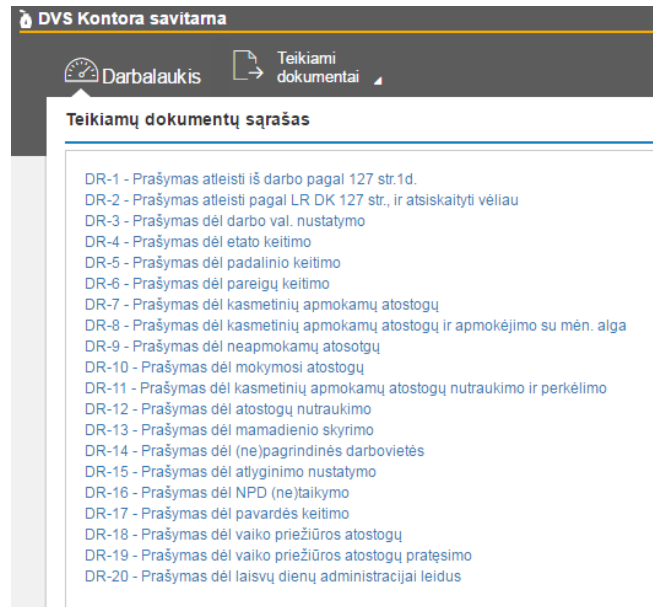 DVS Kontora savitarna
Darbalaukis
Teikiami
dokumentai
Teikiamų dokumentų sąrašas
DR-1 - Prašymas atleisti iš darbo pagal 127 str.1d.
DR-2 - Prašymas atleisti pagal LR DK 127 str., ir atsiskaityti vėliau
DR-3 - Prašymas dėl darbo val. nustatymo
DR-4 - Prašymas dėl etato keitimo
DR-5 - Prašymas dėl padalinio keitimo
DR-6 - Prašymas dėl pareigų keitimo
DR-7 - Prašymas dėl kasmetinių apmokamų atostogų
DR-8 - Prašymas dėl kasmetinių apmokamų atostogų ir apmokėjimo su mėn. alga
DR-9 - Prašymas dėl neapmokamų atosotgų
DR-10 - Prašymas dėl mokymosi atostogų
DR-11 - Prašymas dėl kasmetinių apmokamų atostogų nutraukimo ir perkėlimo
DR-12 - Prašymas dėl atostogų nutraukimo
DR-13 - Prašymas dėl mamadienio skyrimo
DR-14 - Prašymas dėl (ne)pagrindinės darbovietės
DR-15 - Prašymas dėl atlyginimo nustatymo
DR-16 - Prašymas dėl NPD (ne)taikymo
DR-17 - Prašymas dėl pavardės keitimo
DR-18 - Prašymas dėl vaiko priežiūros atostogų
DR-19 - Prašymas dėl vaiko priežiūros atostogų pratęsimo
DR-20 - Prašymas dėl laisvų dienų administracijai leidus